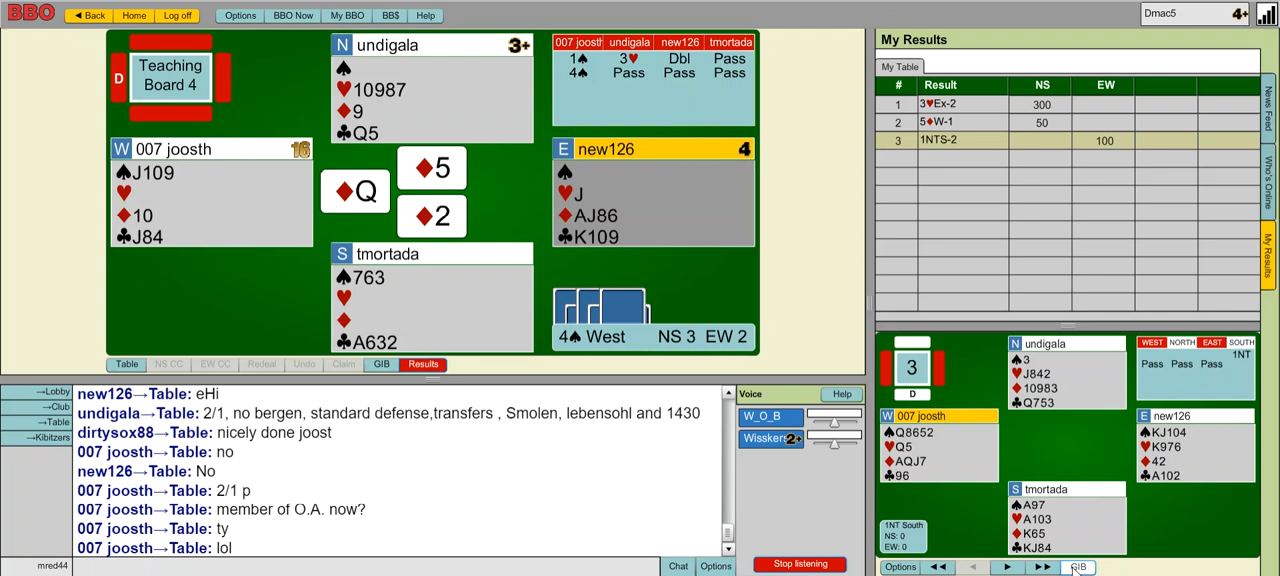 BBO
◄ Back Home Log off Options BBO Now My BBO BB$ Help Dmac5 4+
Teaching
Board 4
D
N undigala 3+
♠
♥10987
♦9
♣Q5
007 joosth undigala new126 tmortada
1♠ 3♥ Dbl Pass
4♠ Pass Pass Pass
W 007 joosth 16
♠J109
♥
♦10
♣J84
♦5
♦Q
♦2
E new126 4
♠
♥J
♦AJ86
♣K109
S tmortada
♠763
♥
♦
♣A632
4♠ West NS 3 EW 2
Table NS CC EW CC Redeal Undo Claim GIB Results
My Results
My Table
# Result NS EW
1 3♥Ex-2 300
2 5♦W-1 50
3 1NTS-2 100
News Feed
Who's Online
My Results
3
D
N undigala
♠3
♥J842
♦10983
♣Q753
WEST NORTH EAST SOUTH
1NT
Pass Pass Pass
W 007 joosth
♠Q8652
♥Q5
♦AQJ7
♣96
E new126
♠KJ104
♥K976
♦42
♣A102
S tmortada
♠A97
♥A103
♦K65
♣KJ84
1NT South
NS: 0
EW: 0
Options ◄◄ ◄ ► ►► GIB
→Lobby
→Club
→Table
→Kibitzers
new126→Table: eHi
undigala→Table: 2/1, no bergen, standard defense,transfers , Smolen, lebensohl and 1430
dirtysox88→Table: nicely done joost
007 joosth→Table: no
new126→Table: No
007 joosth→Table: 2/1 p
007 joosth→Table: member of O.A. now?
007 joosth→Table: ty
007 joosth→Table: lol
mred44 Chat Options
Voice Help
W_O_B
Wissker 2+
Stop listening